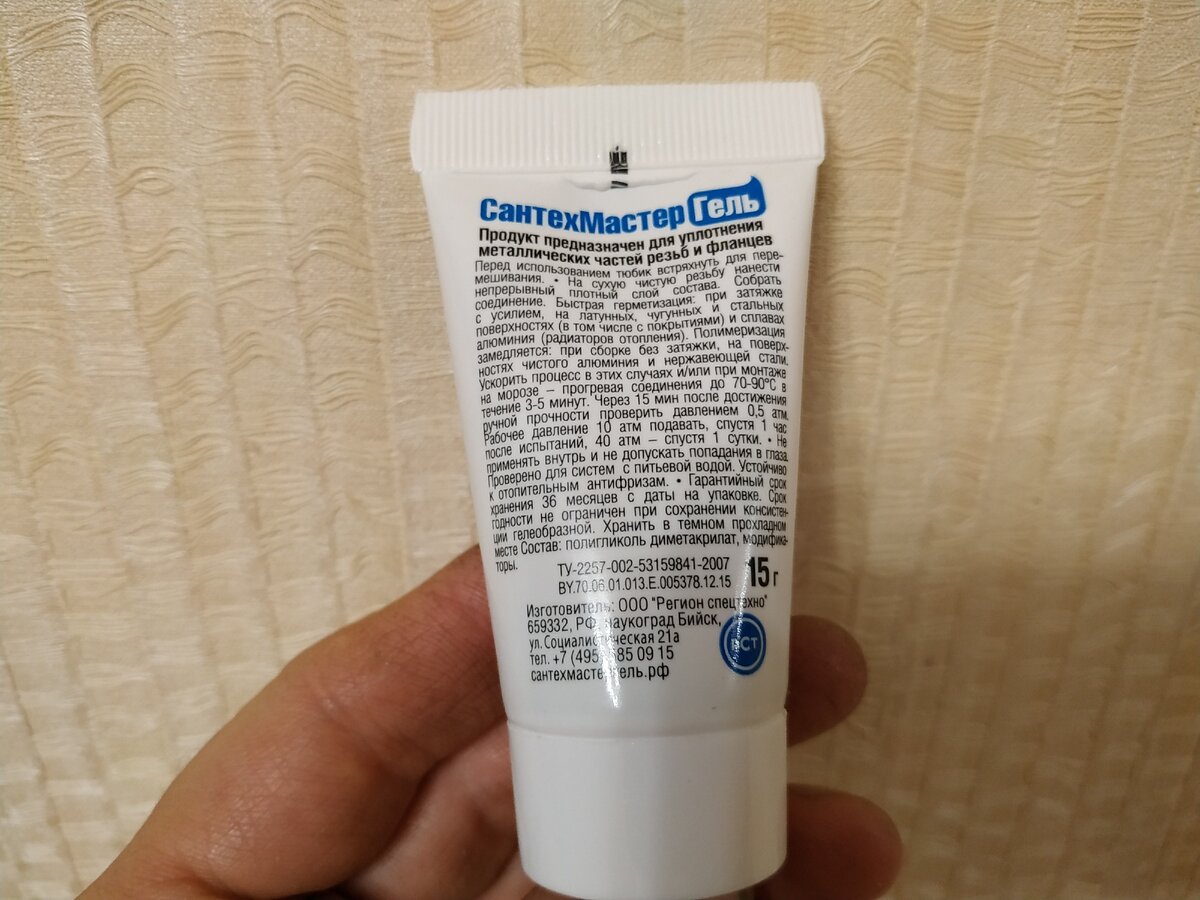 СантехМастер Гель
Продукт предназначен для уплотнения
металлических частей резьб и фланцев
Перед использованием тюбик встряхнуть для пере-
мешивания. • На сухую чистую резьбу нанести
непрерывный плотный слой состава. Собрать
соединение. Быстрая герметизация: при затяжке
с усилием, на латунных, чугунных и стальных
поверхностях (в том числе с покрытиями) и сплавах
алюминия (радиаторов отопления). Полимеризация
замедляется: при сборке без затяжки, на поверх-
ностях чистого алюминия и нержавеющей стали.
Ускорить процесс в этих случаях и/или при монтаже
на морозе – прогревая соединения до 70-90°С в
течение 3-5 минут. Через 15 мин после достижения
ручной прочности проверить давлением 0,5 атм.
Рабочее давление 10 атм подавать, спустя 1 час
после испытаний, 40 атм – спустя 1 сутки. • Не
применять внутрь и не допускать попадания в глаза.
Проверено для систем с питьевой водой. Устойчиво
к отопительным антифризам. • Гарантийный срок
хранения 36 месяцев с даты на упаковке. Срок
годности не ограничен при сохранении консистен-
ции гелеобразной. Хранить в темном прохладном
месте Состав: полигликоль диметакрилат, модифика-
торы.
ТУ-2257-002-53159841-2007
BY.70.06.01.013.E.005378.12.15 15 г
Изготовитель: ООО "Регион спецтехно"
659332, РФ, наукоград Бийск,
ул. Социалистическая 21а
тел. +7 (495) 85 09 15
сантехмастергель.рф